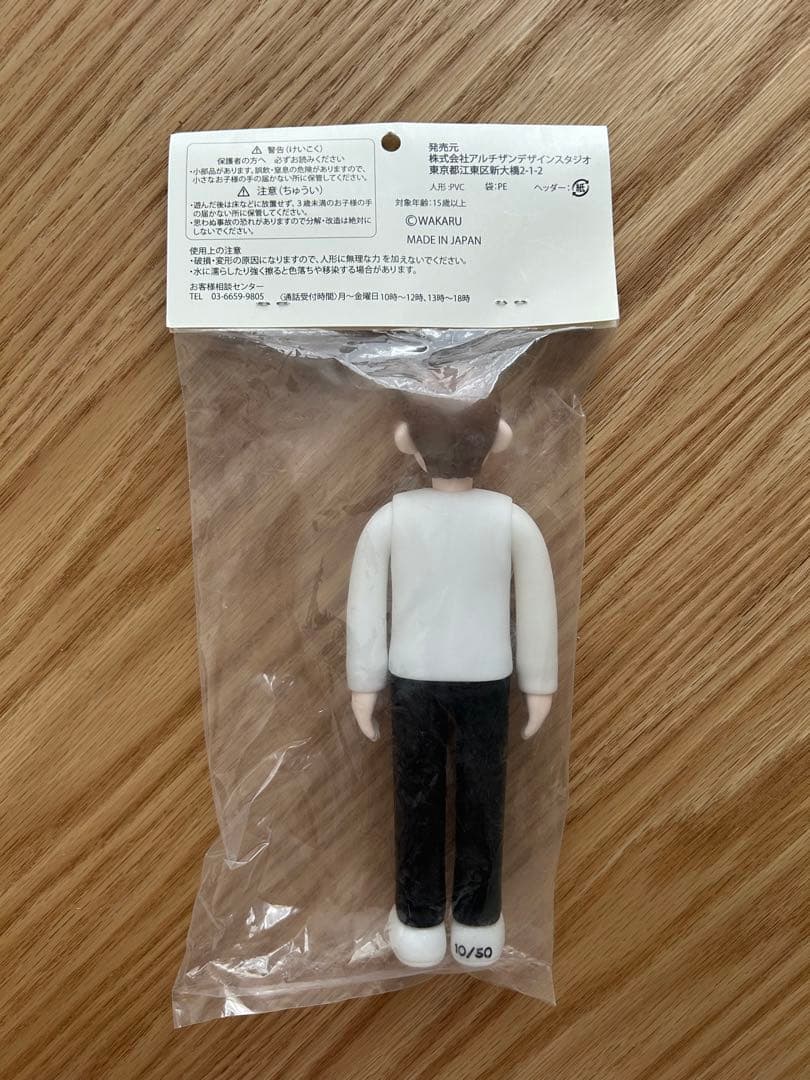 ⚠ 警告(けいこく)
保護者の方へ 必ずお読みください
・小部品があります。誤飲・窒息の危険がありますので、
小さなお子様の手の届かない所に保管してください。
⚠ 注意(ちゅうい)
・遊んだ後は床などに放置せず、3歳未満のお子様の手
の届かない所に保管してください。
・思わぬ事故の恐れがありますので分解・改造は絶対に
しないでください。
使用上の注意
・破損・変形の原因になりますので、人形に無理な力 を加えないでください。
・水に濡らしたり強く擦ると色落ちや移染する場合があります。
お客様相談センター
TEL 03-6659-9805 〈通話受付時間〉月〜金曜日10時〜12時、13時〜18時
発売元
株式会社アルチザンデザインスタジオ
東京都江東区新大橋2-1-2
人形:PVC 袋:PE ヘッダー:紙
対象年齢:15歳以上
©WAKARU
MADE IN JAPAN
10/50